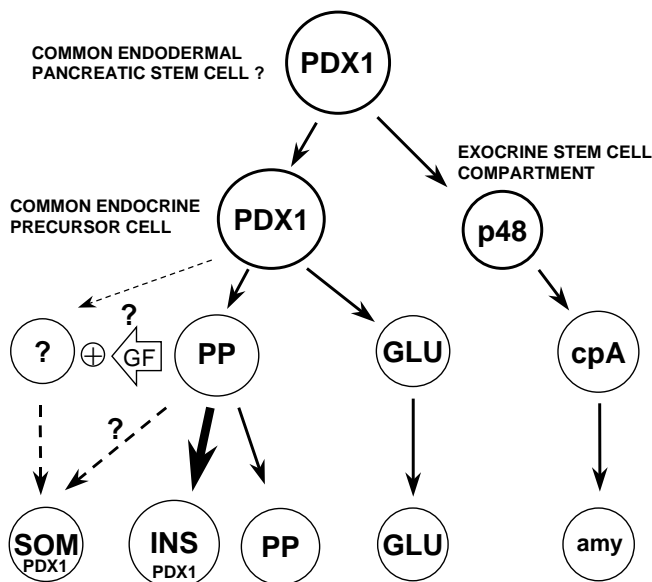 COMMON ENDODERMAL
PANCREATIC STEM CELL ?
PDX1
EXOCRINE STEM CELL
COMPARTMENT
COMMON ENDOCRINE
PRECURSOR CELL
PDX1
p48
?
?
GF
PP
GLU
cpA
?
SOM
PDX1
INS
PDX1
PP
GLU
amy